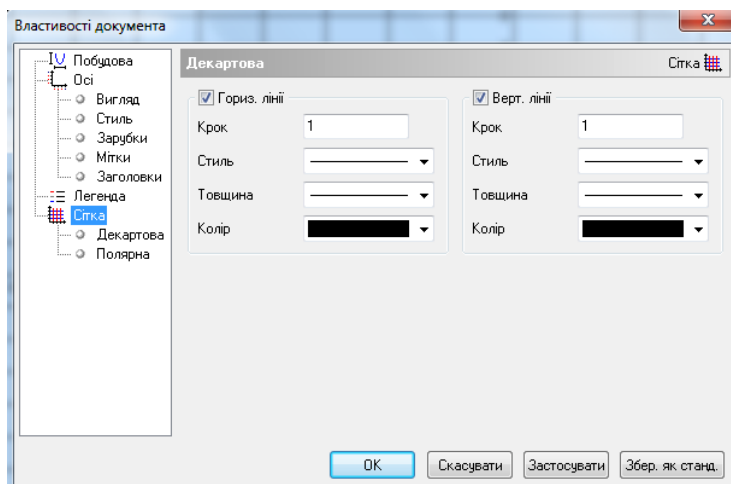 Властивості документа
Побудова
Осі
Вигляд
Стиль
Зарубки
Мітки
Заголовки
Легенда
Сітка
Декартова
Полярна
Декартова Сітка
Гориз. лінії
Крок 1
Стиль
Товщина
Колір
Верт. лінії
Крок 1
Стиль
Товщина
Колір
OK Скасувати Застосувати Збер. як станд.